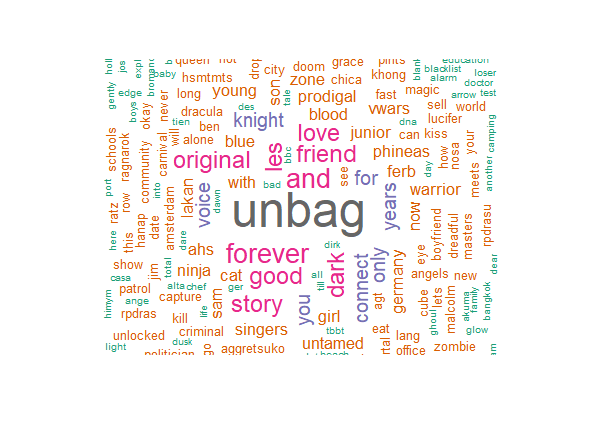 queen
hot
drop
doom
grace
pints
education
holl
jos
expl
bromance
baby
hsmtmts
son
city
zone
chica
khong
blacklist
alarm
loser
doctor
blank
gently
edge
long
young
prodigal
magic
arrow
test
boys
okay
never
dracula
des
tale
blood
vwars
fast
sell
world
tien
ben
knight
love
junior
dna
lucifer
schools
ragnarok
community
carnival
will
alone
blue
bbc
can
kiss
how
nosa
your
another
camping
original
les
friend
see
phineas
day
meets
port
into
with
bad
and
for
ferb
warrior
ratz
row
hanap
date
amsterdam
lakan
voice
dawn
unbag
years
now
boyfriend
dreadful
masters
rpdrasu
here
this
dare
ahs
forever
dirk
only
eye
dear
show
jim
total
ninja
cat
good
dark
connect
germany
angels
new
casa
patrol
alta
chef
ger
all
till
agt
cube
lets
malcolm
akuma
family
bangkok
himym
ange
capture
life
sam
story
you
rpdras
kill
girl
ghoul
glow
unlocked
criminal
singers
tbbt
eat
lang
light
dusk
go
aggretsuko
untamed
rtal
office
zombie
politician
beach
am